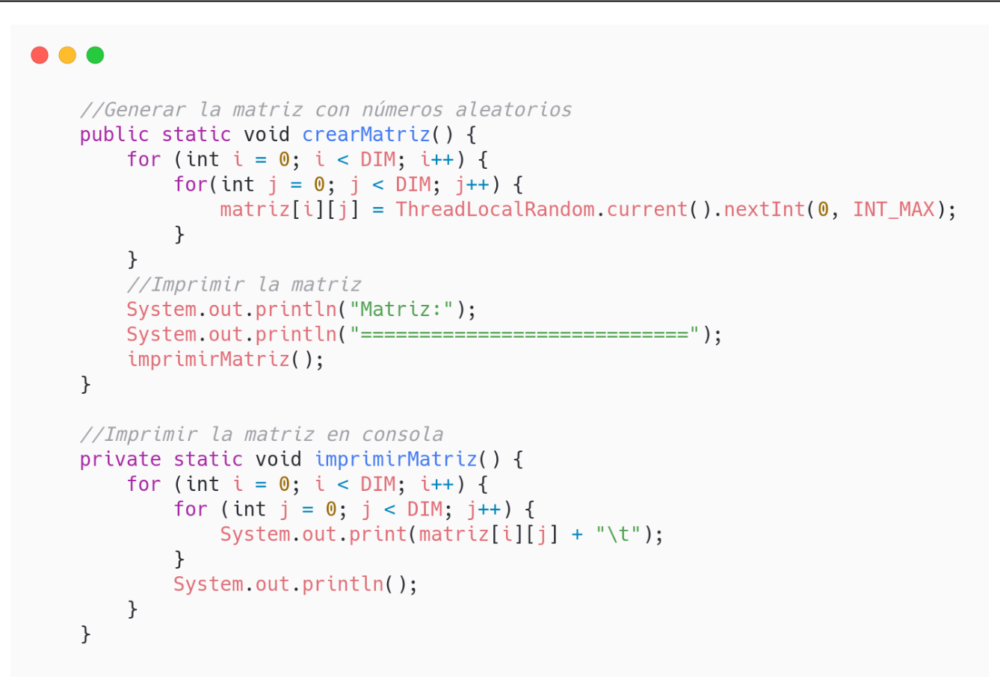 //Generar la matriz con números aleatorios
public static void crearMatriz() {
    for (int i = 0; i < DIM; i++) {
        for(int j = 0; j < DIM; j++) {
            matriz[i][j] = ThreadLocalRandom.current().nextInt(0, INT_MAX);
        }
    }
    //Imprimir la matriz
    System.out.println("Matriz:");
    System.out.println("============================");
    imprimirMatriz();
}

//Imprimir la matriz en consola
private static void imprimirMatriz() {
    for (int i = 0; i < DIM; i++) {
        for (int j = 0; j < DIM; j++) {
            System.out.print(matriz[i][j] + "\t");
        }
        System.out.println();
    }
}